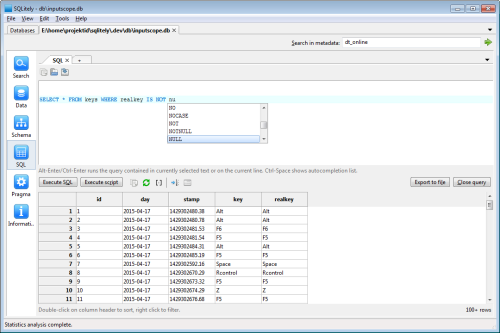 SQLitely - db\inputscope.db
File View Edit Tools Help
Databases E:\home\projektid\sqlitely\.dev\db\inputscope.db
Search in metadata: dt_online
SQL +
Search
Data
Schema
SQL
Pragma
Informati...
SELECT * FROM keys WHERE realkey IS NOT nu
NO
NOCASE
NOT
NOTNULL
NULL
Alt-Enter/Ctrl-Enter runs the query contained in currently selected text or on the current line. Ctrl-Space shows autocompletion list.
Execute SQL Execute script Export to file Close query
id day stamp key realkey
1 1 2015-04-17 1429302480.38 Alt Alt
2 2 2015-04-17 1429302480.78 Alt Alt
3 3 2015-04-17 1429302481.53 F6 F6
4 4 2015-04-17 1429302481.54 F5 F5
5 5 2015-04-17 1429302484.31 Alt Alt
6 6 2015-04-17 1429302485.19 F5 F5
7 7 2015-04-17 1429302592.16 Space Space
8 8 2015-04-17 1429302670.29 Rcontrol Rcontrol
9 9 2015-04-17 1429302673.32 F5 F5
10 10 2015-04-17 1429302674.29 Z Z
11 11 2015-04-17 1429302676.68 F5 F5
Double-click on column header to sort, right click to filter. 100+ rows
Statistics analysis complete.